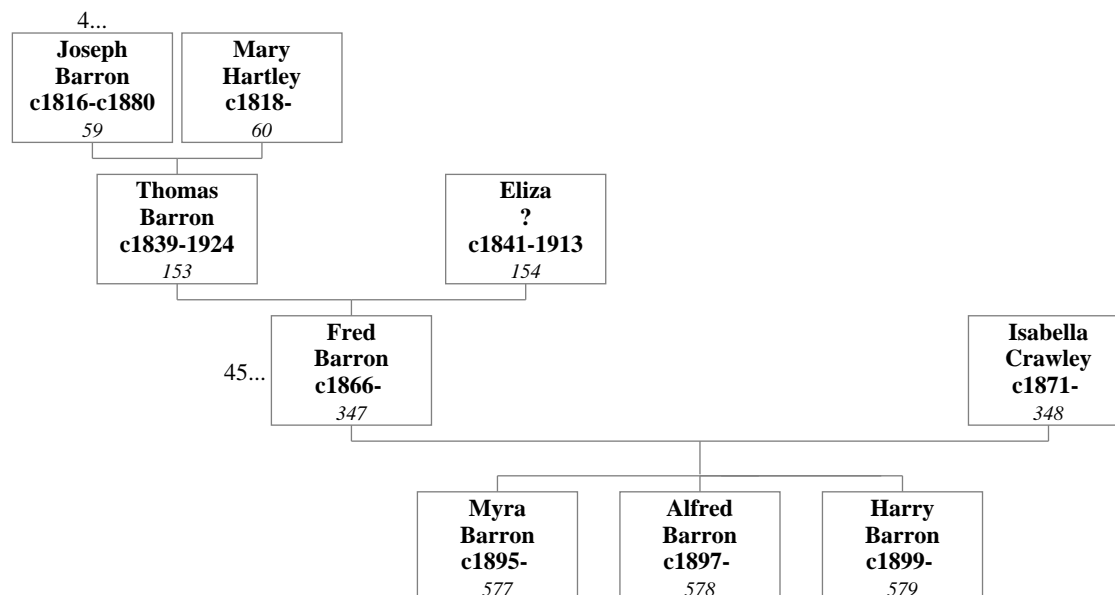 4...
Joseph
Barron
c1816-c1880
59
Mary
Hartley
c1818-
60
Thomas
Barron
c1839-1924
153
Eliza
?
c1841-1913
154
45...
Fred
Barron
c1866-
347
Isabella
Crawley
c1871-
348
Myra
Barron
c1895-
577
Alfred
Barron
c1897-
578
Harry
Barron
c1899-
579